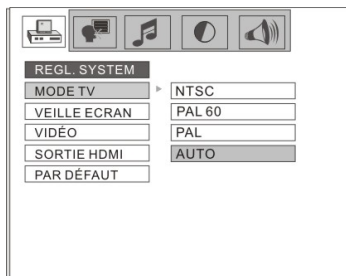 REGL. SYSTEM
MODE TV
NTSC
VEILLE ECRAN
PAL 60
VIDÉO
PAL
SORTIE HDMI
AUTO
PAR DÉFAUT